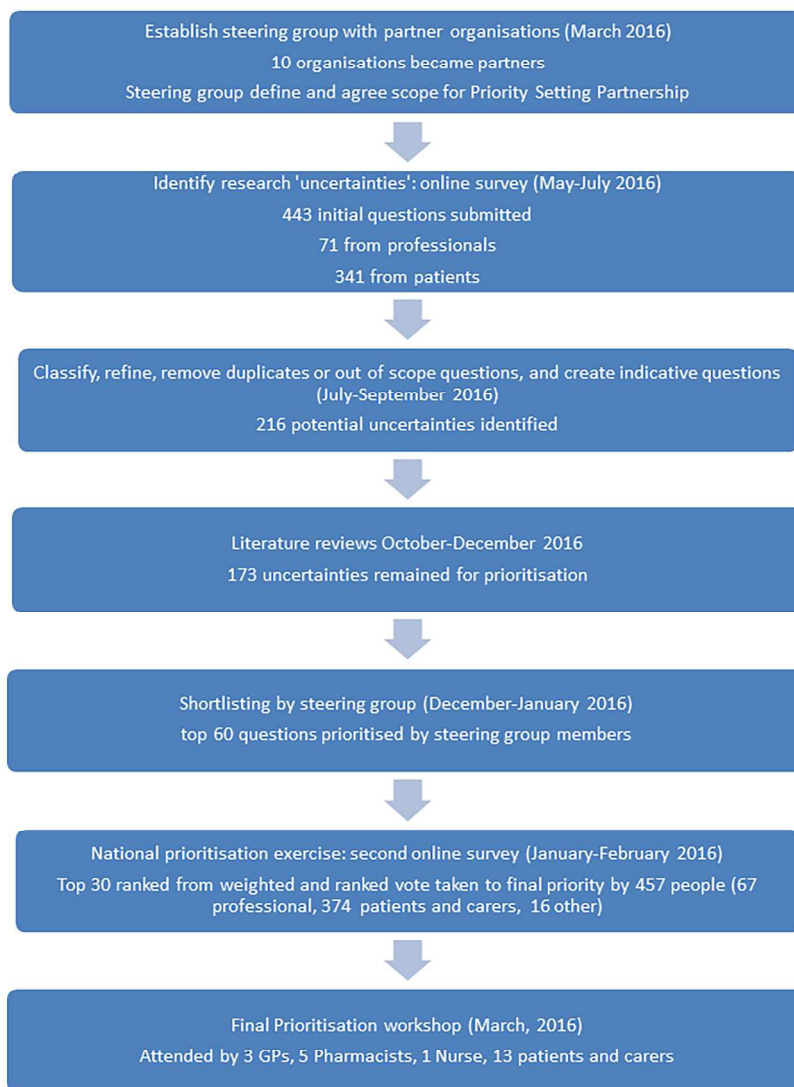 Establish steering group with partner organisations (March 2016)
10 organisations became partners
Steering group define and agree scope for Priority Setting Partnership
Identify research 'uncertainties': online survey (May-July 2016)
443 initial questions submitted
71 from professionals
341 from patients
Classify, refine, remove duplicates or out of scope questions, and create indicative questions
(July-September 2016)
216 potential uncertainties identified
Literature reviews October-December 2016
173 uncertainties remained for prioritisation
Shortlisting by steering group (December-January 2016)
top 60 questions prioritised by steering group members
National prioritisation exercise: second online survey (January-February 2016)
Top 30 ranked from weighted and ranked vote taken to final priority by 457 people (67
professional, 374 patients and carers, 16 other)
Final Prioritisation workshop (March, 2016)
Attended by 3 GPs, 5 Pharmacists, 1 Nurse, 13 patients and carers